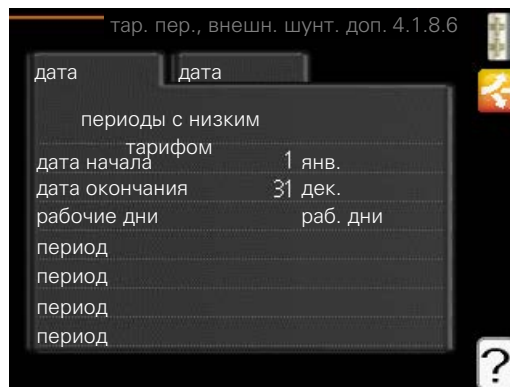 тар. пер., внешн. шунт. доп. 4.1.8.6
дата дата
периоды с низким
тарифом
дата начала 1 янв.
дата окончания 31 дек.
рабочие дни раб. дни
период
период
период
период
?